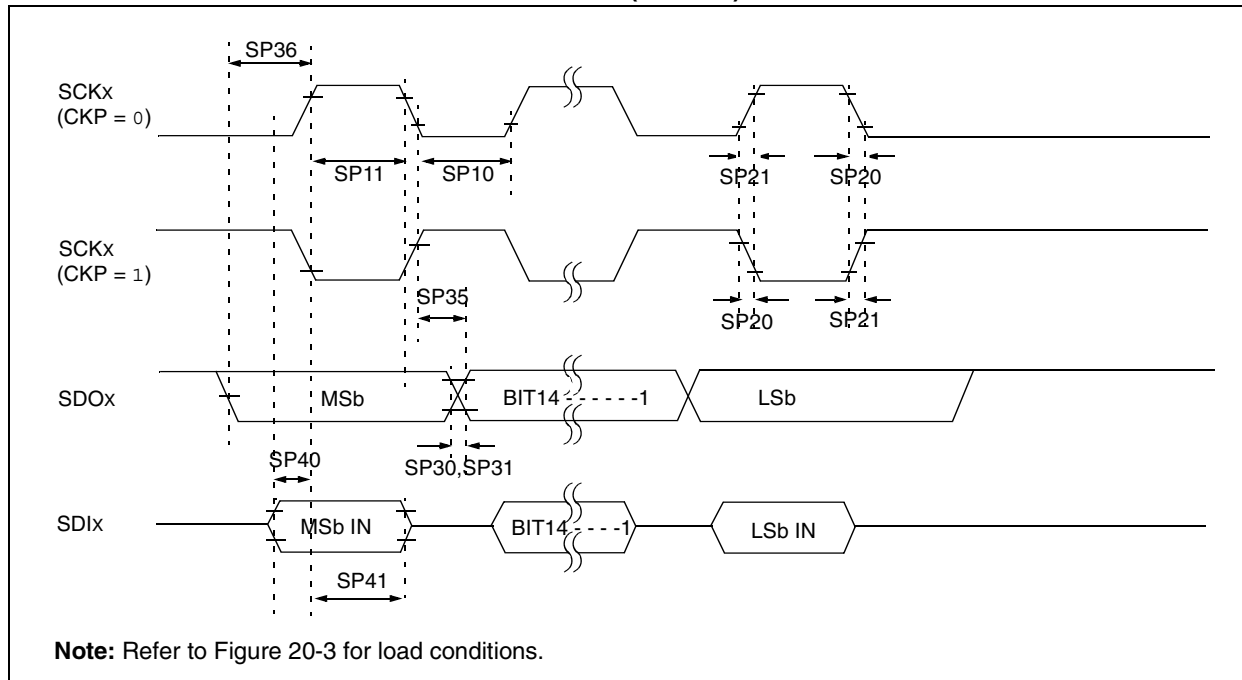 SP36
SCKx
(CKP = 0)
SP11
SP10
SP21
SP20
SCKx
(CKP = 1)
SP35
SP20
SP21
SDOx
MSb
BIT14 - - - - - -1
LSb
SP40
SP30,SP31
SDIx
MSb IN
BIT14 - - - -1
LSb IN
SP41
Note: Refer to Figure 20-3 for load conditions.